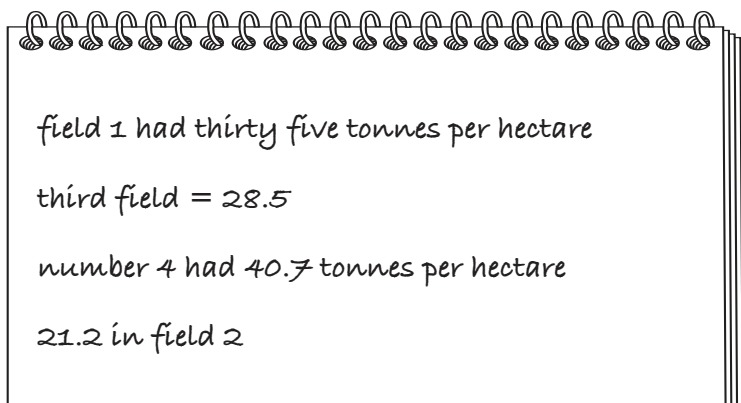 field 1 had thirty five tonnes per hectare
third field = 28.5
number 4 had 40.7 tonnes per hectare
21.2 in field 2